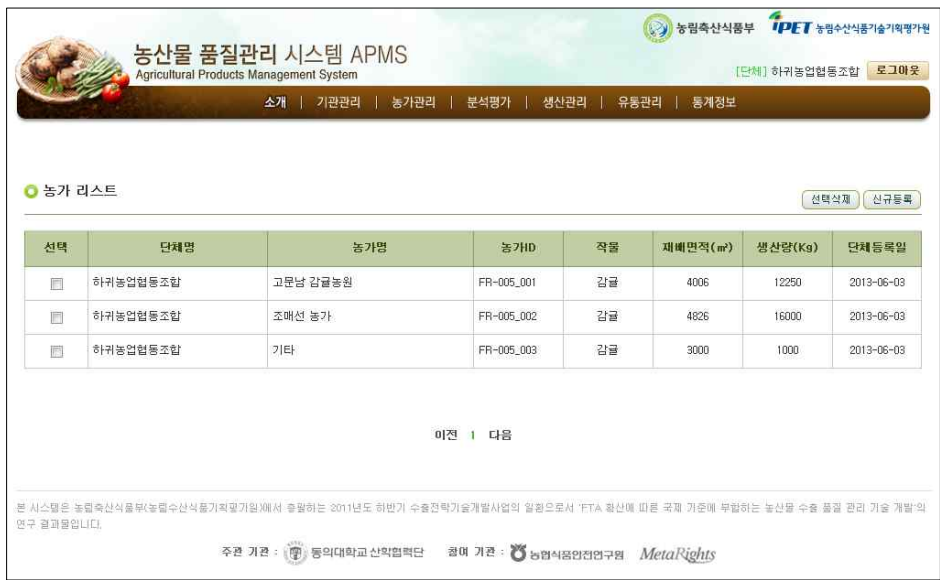 농림축산식품부 iPET 농림수산식품기술기획평가원
농산물 품질관리 시스템 APMS
Agricultural Products Management System
[단체] 하귀농업협동조합 로그아웃
소개 | 기관관리 | 농가관리 | 분석평가 | 생산관리 | 유통관리 | 통계정보
농가 리스트
선택삭제 신규등록
선택 단체명 농가명 농가ID 작물 재배면적(㎡) 생산량(Kg) 단체등록일
하귀농업협동조합 고문남 감귤농원 FR-005_001 감귤 4006 12250 2013-06-03
하귀농업협동조합 조매선 농가 FR-005_002 감귤 4826 16000 2013-06-03
하귀농업협동조합 기타 FR-005_003 감귤 3000 1000 2013-06-03
이전 1 다음
본 시스템은 농림축산식품부(농림수산식품기획평가원)에서 총괄하는 2011년도 하반기 수출전략기술개발사업의 일환으로서 'FTA 확산에 따른 국제 기준에 부합하는 농산물 수출 품질 관리 기술 개발'의
연구 결과물입니다.
주관 기관 : 동의대학교 산학협력단 참여 기관 : 농협식품안전연구원 MetaRights